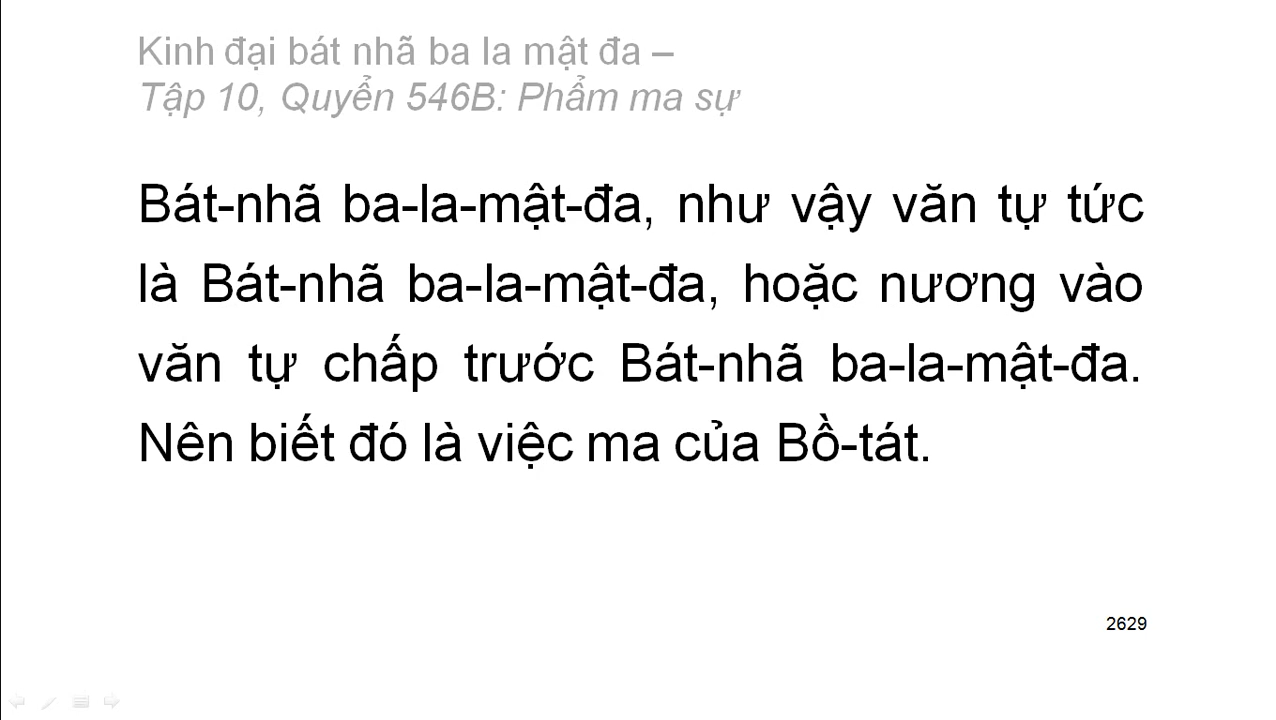 Kinh đại bát nhã ba la mật đa –
Tập 10, Quyển 546B: Phẩm ma sự
Bát-nhã ba-la-mật-đa, như vậy văn tự tức
là Bát-nhã ba-la-mật-đa, hoặc nương vào
văn tự chấp trước Bát-nhã ba-la-mật-đa.
Nên biết đó là việc ma của Bồ-tát.
2629